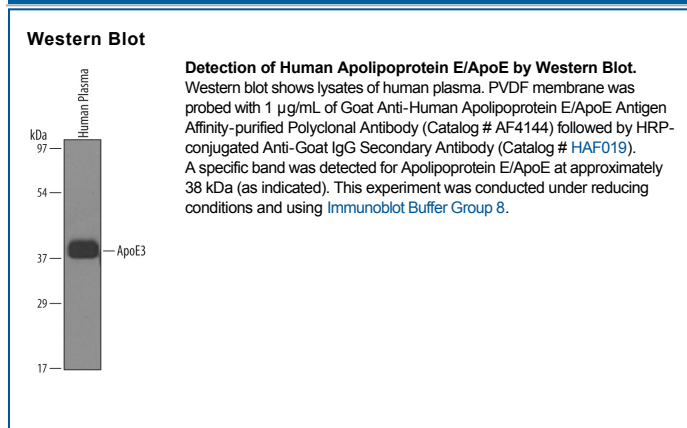 Western Blot
Human Plasma
kDa
97
54
37
29
17
ApoE3
Detection of Human Apolipoprotein E/ApoE by Western Blot.
Western blot shows lysates of human plasma. PVDF membrane was
probed with 1 µg/mL of Goat Anti-Human Apolipoprotein E/ApoE Antigen
Affinity-purified Polyclonal Antibody (Catalog # AF4144) followed by HRP-
conjugated Anti-Goat IgG Secondary Antibody (Catalog # HAF019).
A specific band was detected for Apolipoprotein E/ApoE at approximately
38 kDa (as indicated). This experiment was conducted under reducing
conditions and using Immunoblot Buffer Group 8.